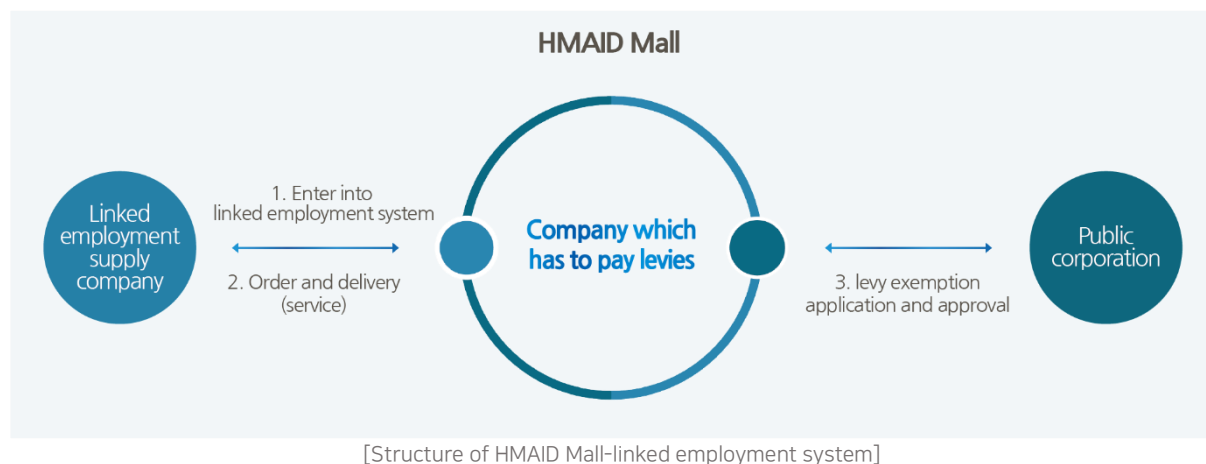 HMAID Mall
Linked
employment
supply
company
1. Enter into
linked employment system
2. Order and delivery
(service)
Company which
has to pay levies
3. levy exemption
application and approval
Public
corporation
[Structure of HMAID Mall-linked employment system]